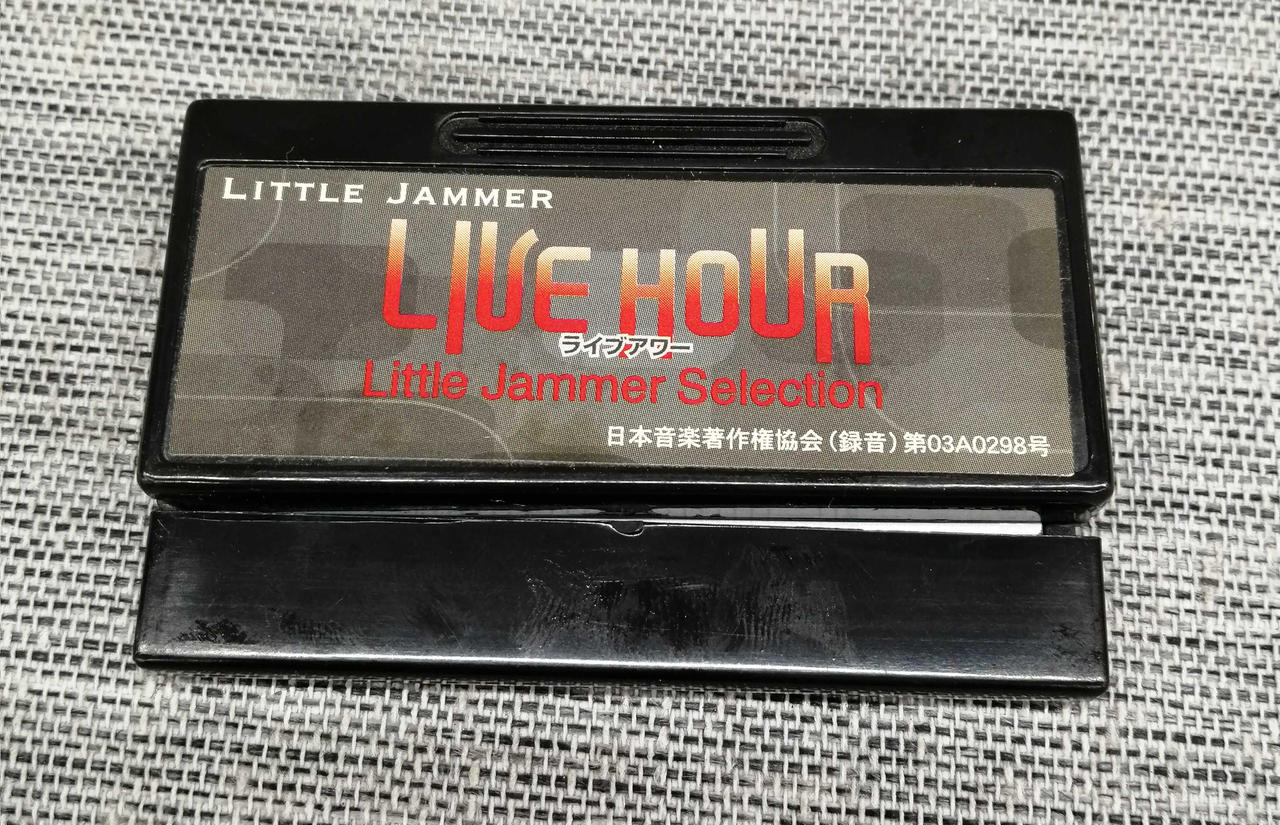 LITTLE JAMMER
LIVE HOUR
ライブアワー
Little Jammer Selection
日本音楽著作権協会（録音）第03A0298号